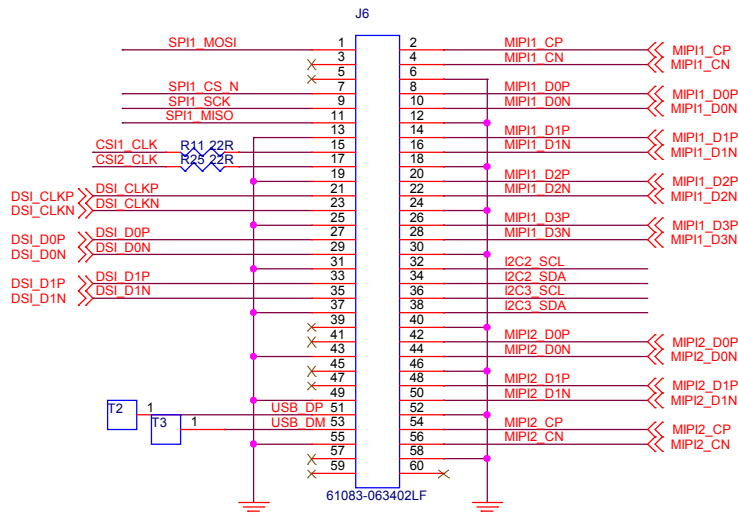 J6
SPI1_MOSI 1 2 MIPI1_CP MIPI1_CP
3 4 MIPI1_CN MIPI1_CN
5 6
SPI1_CS_N 7 8 MIPI1_D0P MIPI1_D0P
SPI1_SCK 9 10 MIPI1_D0N MIPI1_D0N
SPI1_MISO 11 12
13 14 MIPI1_D1P MIPI1_D1P
CSI1_CLK R11 22R 15 16 MIPI1_D1N MIPI1_D1N
CSI2_CLK R25 22R 17 18
19 20 MIPI1_D2P MIPI1_D2P
DSI_CLKP DSI_CLKP 21 22 MIPI1_D2N MIPI1_D2N
DSI_CLKN DSI_CLKN 23 24
25 26 MIPI1_D3P MIPI1_D3P
DSI_D0P DSI_D0P 27 28 MIPI1_D3N MIPI1_D3N
DSI_D0N DSI_D0N 29 30
31 32 I2C2_SCL
DSI_D1P DSI_D1P 33 34 I2C2_SDA
DSI_D1N DSI_D1N 35 36 I2C3_SCL
37 38 I2C3_SDA
39 40
41 42 MIPI2_D0P MIPI2_D0P
43 44 MIPI2_D0N MIPI2_D0N
45 46
47 48 MIPI2_D1P MIPI2_D1P
49 50 MIPI2_D1N MIPI2_D1N
T2 1 USB_DP 51 52
T3 1 USB_DM 53 54 MIPI2_CP MIPI2_CP
55 56 MIPI2_CN MIPI2_CN
57 58
59 60
61083-063402LF